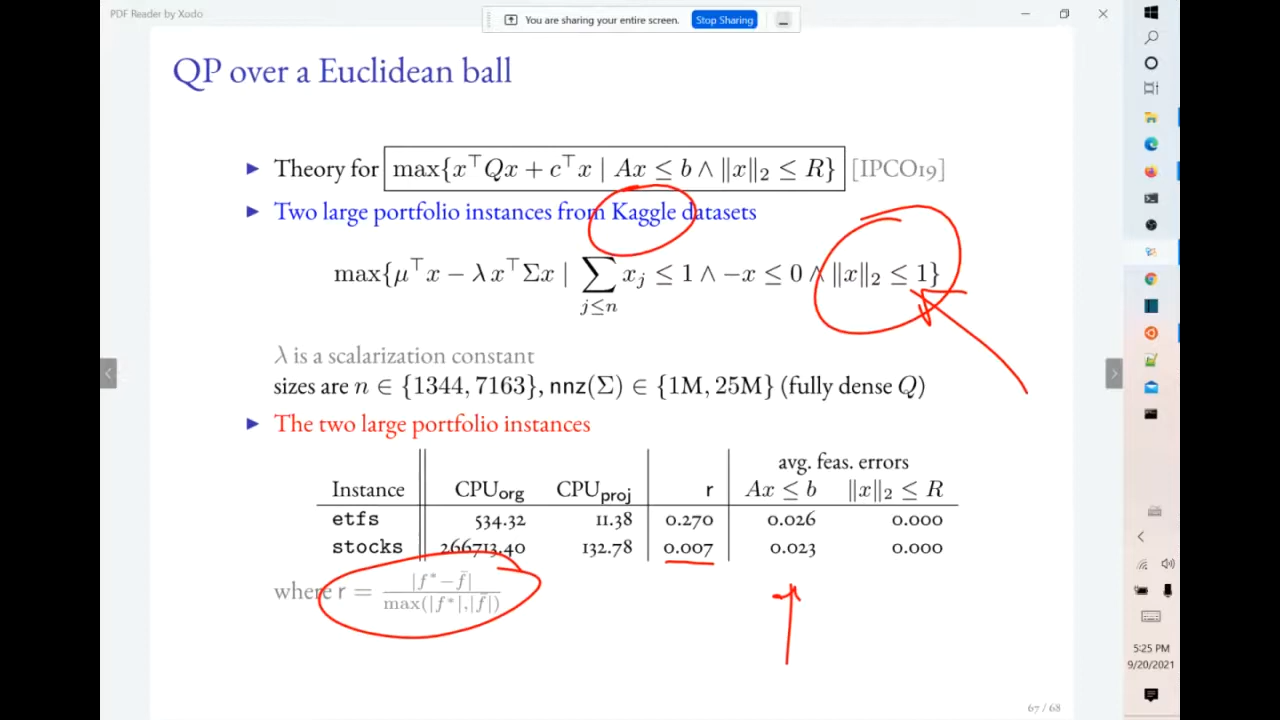 PDF Reader by Xodo
You are sharing your entire screen. Stop Sharing
QP over a Euclidean ball
Theory for max{x⊤Qx + c⊤x | Ax ≤ b ∧ ‖x‖₂ ≤ R} [IPCO19]
Two large portfolio instances from Kaggle datasets
max{μ⊤x − λx⊤Σx | ∑_{j≤n} x_j ≤ 1 ∧ −x ≤ 0 ∧ ‖x‖₂ ≤ 1}
λ is a scalarization constant
sizes are n ∈ {1344, 7163}, nnz(Σ) ∈ {1M, 25M} (fully dense Q)
The two large portfolio instances
avg. feas. errors
Instance CPUorg CPUproj r Ax ≤ b ‖x‖₂ ≤ R
etfs 534.32 11.38 0.270 0.026 0.000
stocks 266713.40 132.78 0.007 0.023 0.000
where r = |f* − f̄| / max(|f*|,|f̄|)
67 / 68
5:25 PM
9/20/2021